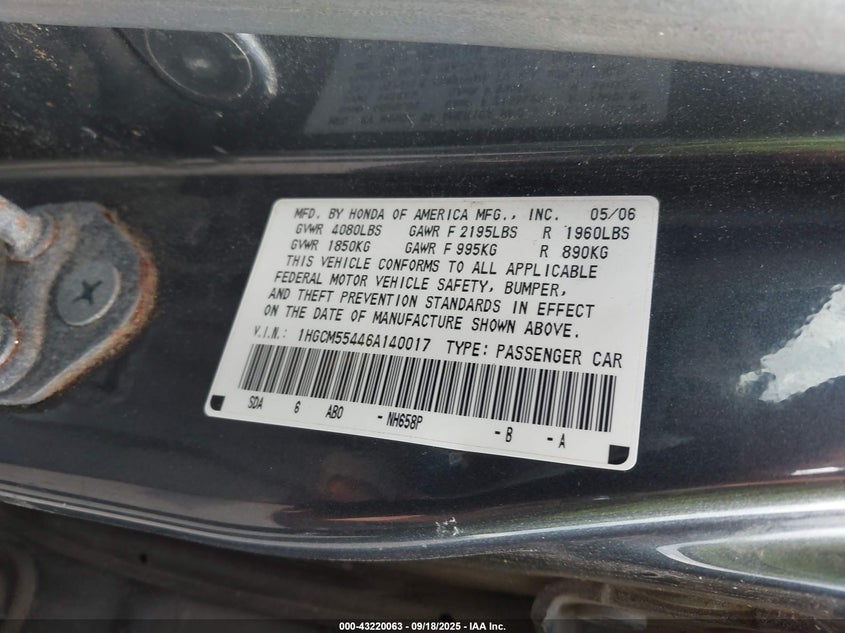 MFD. BY HONDA OF AMERICA MFG., INC. 05/06
GVWR 4080LBS GAWR F 2195LBS R 1960LBS
GVWR 1850KG GAWR F 995KG R 890KG
THIS VEHICLE CONFORMS TO ALL APPLICABLE
FEDERAL MOTOR VEHICLE SAFETY, BUMPER,
AND THEFT PREVENTION STANDARDS IN EFFECT
ON THE DATE OF MANUFACTURE SHOWN ABOVE.
V.I.N.: 1HGCM55446A140017 TYPE: PASSENGER CAR
SDA 6 AB0 - NH658P - B - A
000-43220063 - 09/18/2025 - IAA Inc.